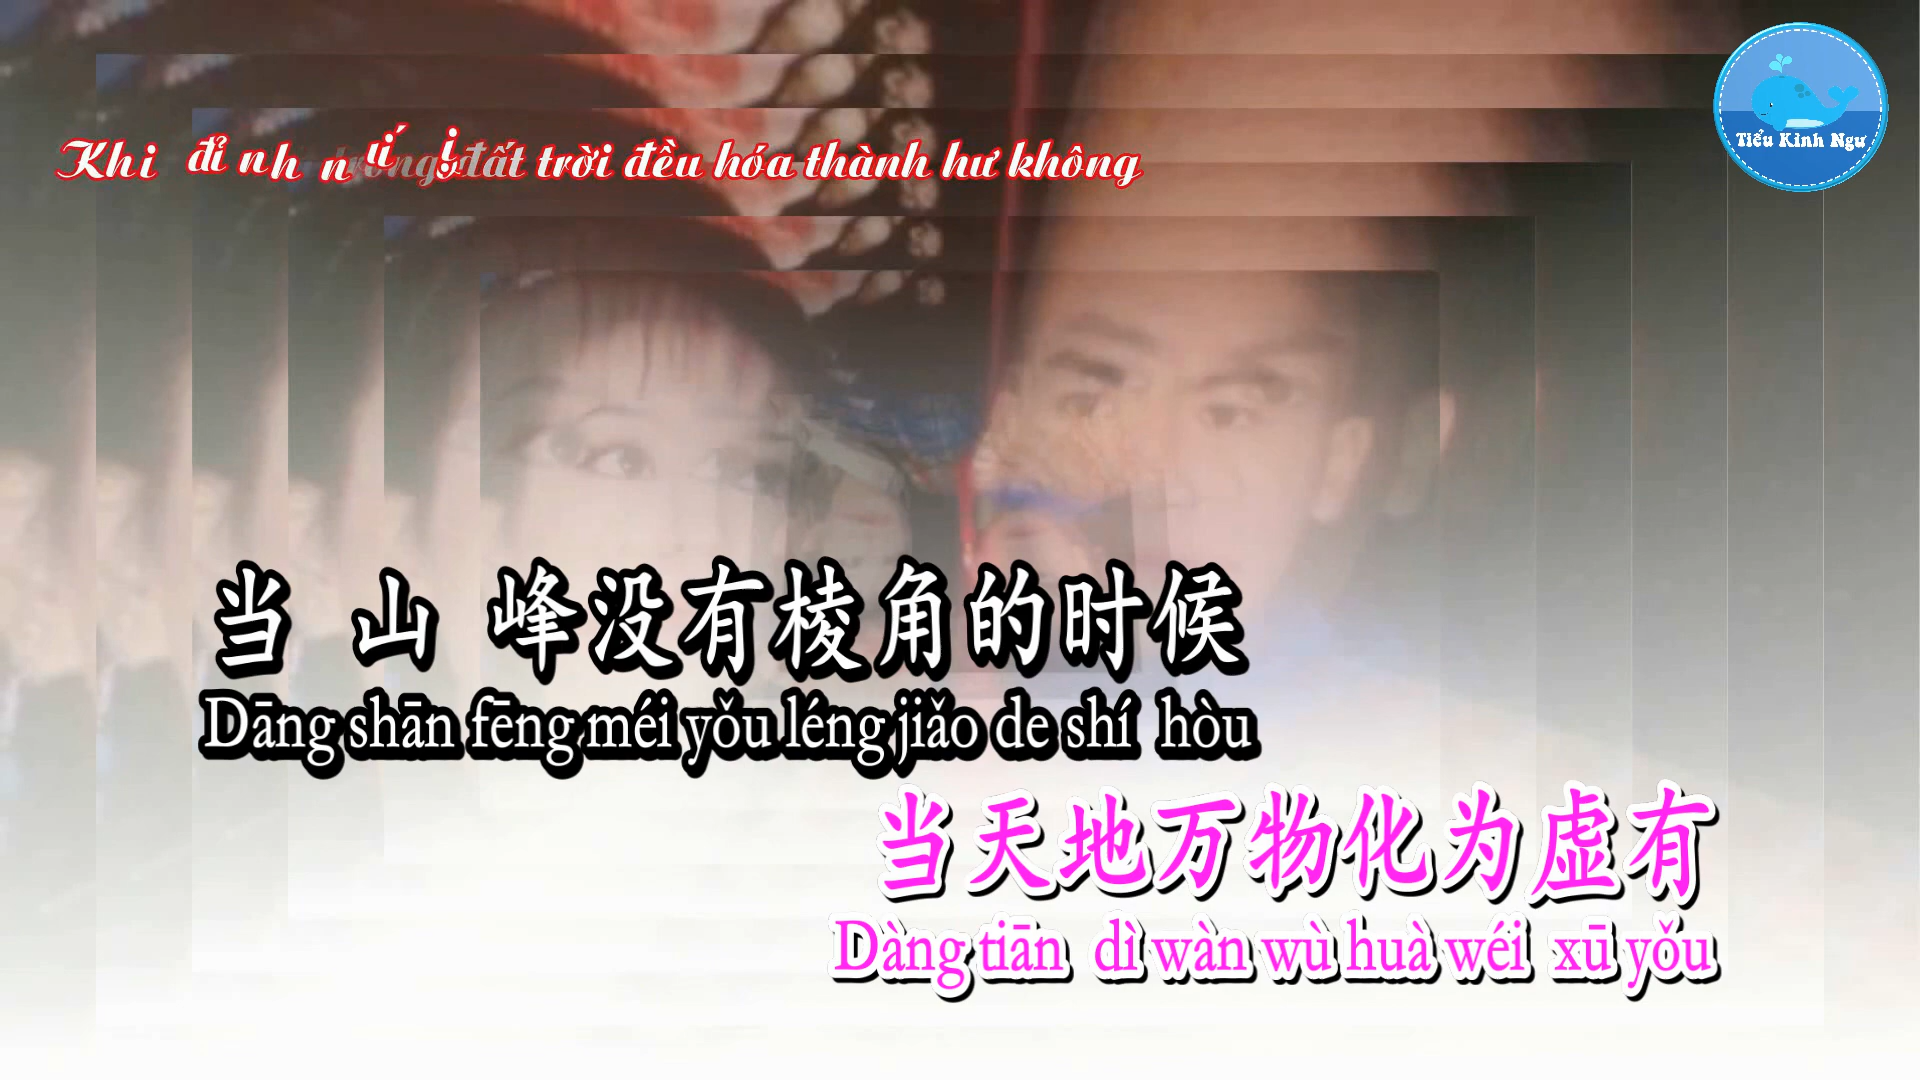 Khi đỉnh đất trời đều hóa thành hư không
Tiểu Kình Ngư
当山峰没有棱角的时候
Dāng shān fēng méi yǒu léng jiǎo de shí hòu
当天地万物化为虚有
Dàng tiān dì wàn wù huà wéi xū yǒu